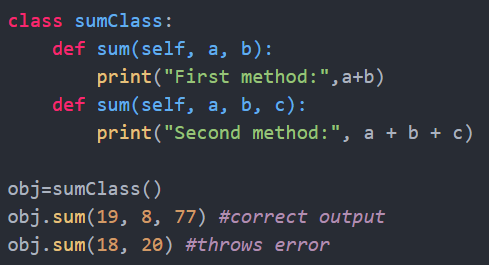 class sumClass:
    def sum(self, a, b):
        print("First method:",a+b)
    def sum(self, a, b, c):
        print("Second method:", a + b + c)

obj=sumClass()
obj.sum(19, 8, 77) #correct output
obj.sum(18, 20) #throws error